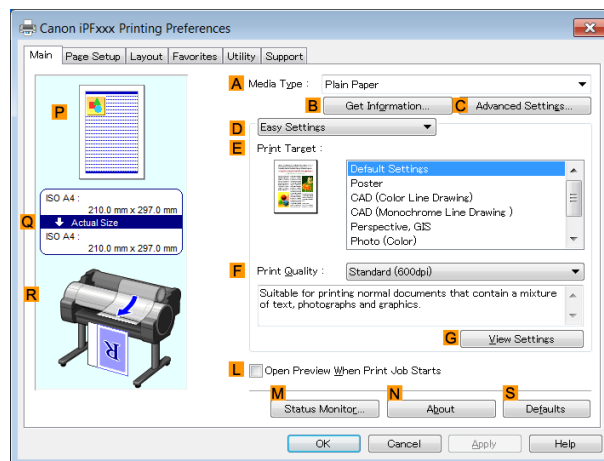 Canon iPFxxx Printing Preferences
Main Page Setup Layout Favorites Utility Support
A Media Type : Plain Paper
B Get Information... C Advanced Settings...
D Easy Settings
E Print Target :
Default Settings
Poster
CAD (Color Line Drawing)
CAD (Monochrome Line Drawing )
Perspective, GIS
Photo (Color)
F Print Quality : Standard (600dpi)
Suitable for printing normal documents that contain a mixture
of text, photographs and graphics.
G View Settings
L Open Preview When Print Job Starts
M Status Monitor... N About S Defaults
P
ISO A4 :
210.0 mm x 297.0 mm
Q Actual Size
ISO A4 :
210.0 mm x 297.0 mm
R
R
OK Cancel Apply Help